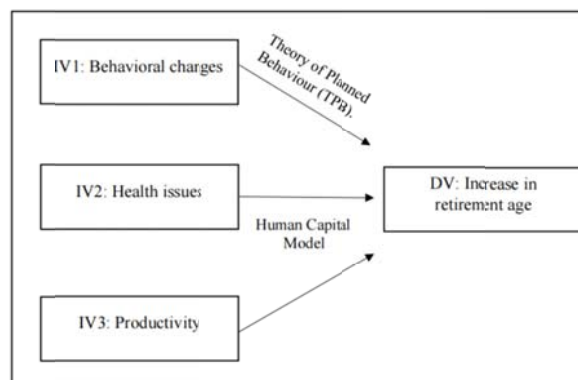 IV1: Behavioral charges
Theory of Planned
Behaviour (TPB).
IV2: Health issues
DV: Increase in
retirement age
Human Capital
Model
IV3: Productivity